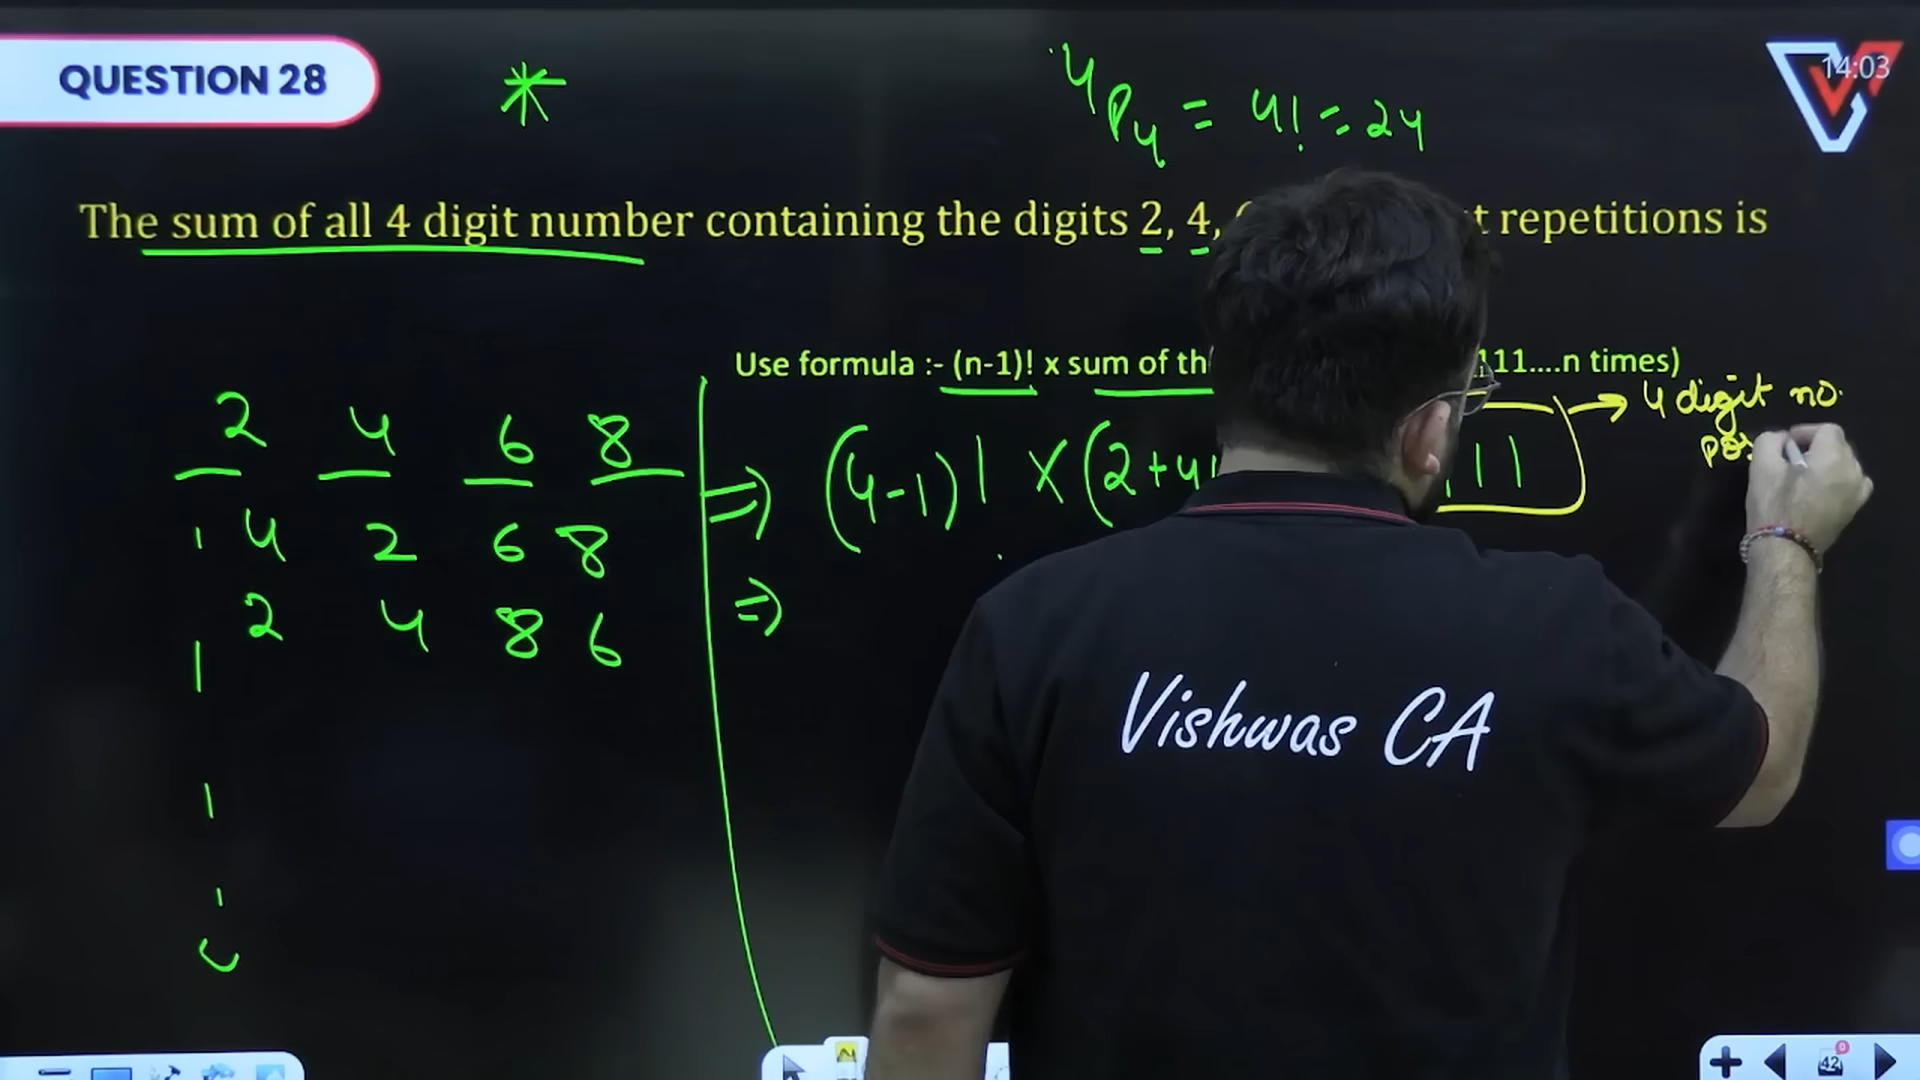 QUESTION 28
*
14:03
4P4 = 4! = 24
The sum of all 4 digit number containing the digits 2, 4, repetitions is
Use formula :- (n-1)! x sum of 111....n times)
4 digit no.
2 4 6 8
=> (4-1)! X (2+4 11
4 2 6 8
2 4 8 6
=>
Vishwas CA
42
0